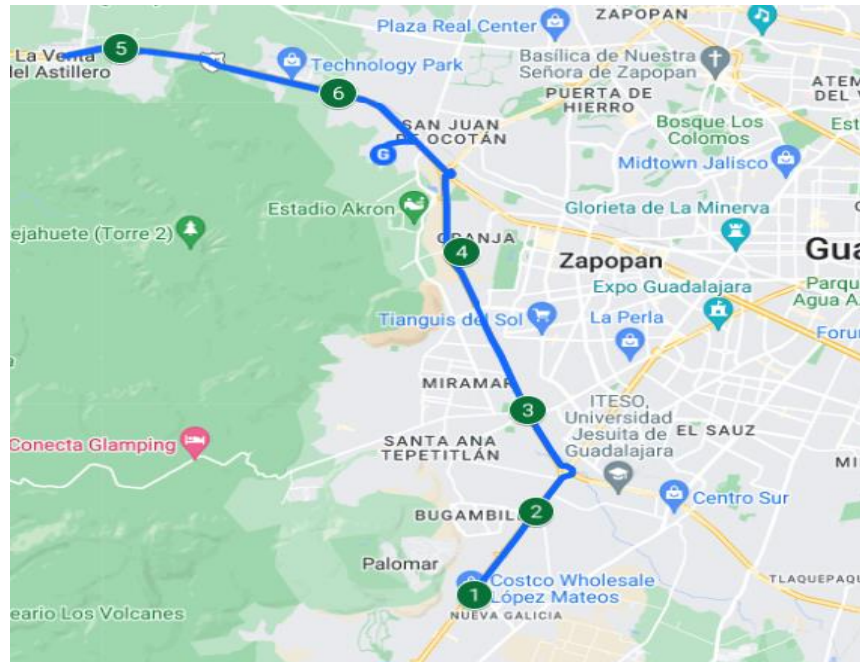 Plaza Real Center
ZAPOPAN
5
La Venta
del Astillero
Technology Park
Basílica de Nuestra
Señora de Zapopan
ATEM
DEL V
6
PUERTA DE
HIERRO
SAN JUAN
DE OCOTÁN
Bosque Los
Colomos
Est
G
Midtown Jalisco
Estadio Akron
Glorieta de La Minerva
ejahuete (Torre 2)
GRANJA
4
Zapopan
Gua
Expo Guadalajara
Parqu
Agua A
Tianguis del Sol
La Perla
Forum
MIRAMAR
3
ITESO,
Universidad
Jesuita de
Guadalajara
EL SAUZ
Conecta Glamping
SANTA ANA
TEPETITLÁN
MI
Centro Sur
BUGAMBIL
2
Palomar
Costco Wholesale
López Mateos
1
TLAQUEPAQU
NUEVA GALICIA
eario Los Volcanes